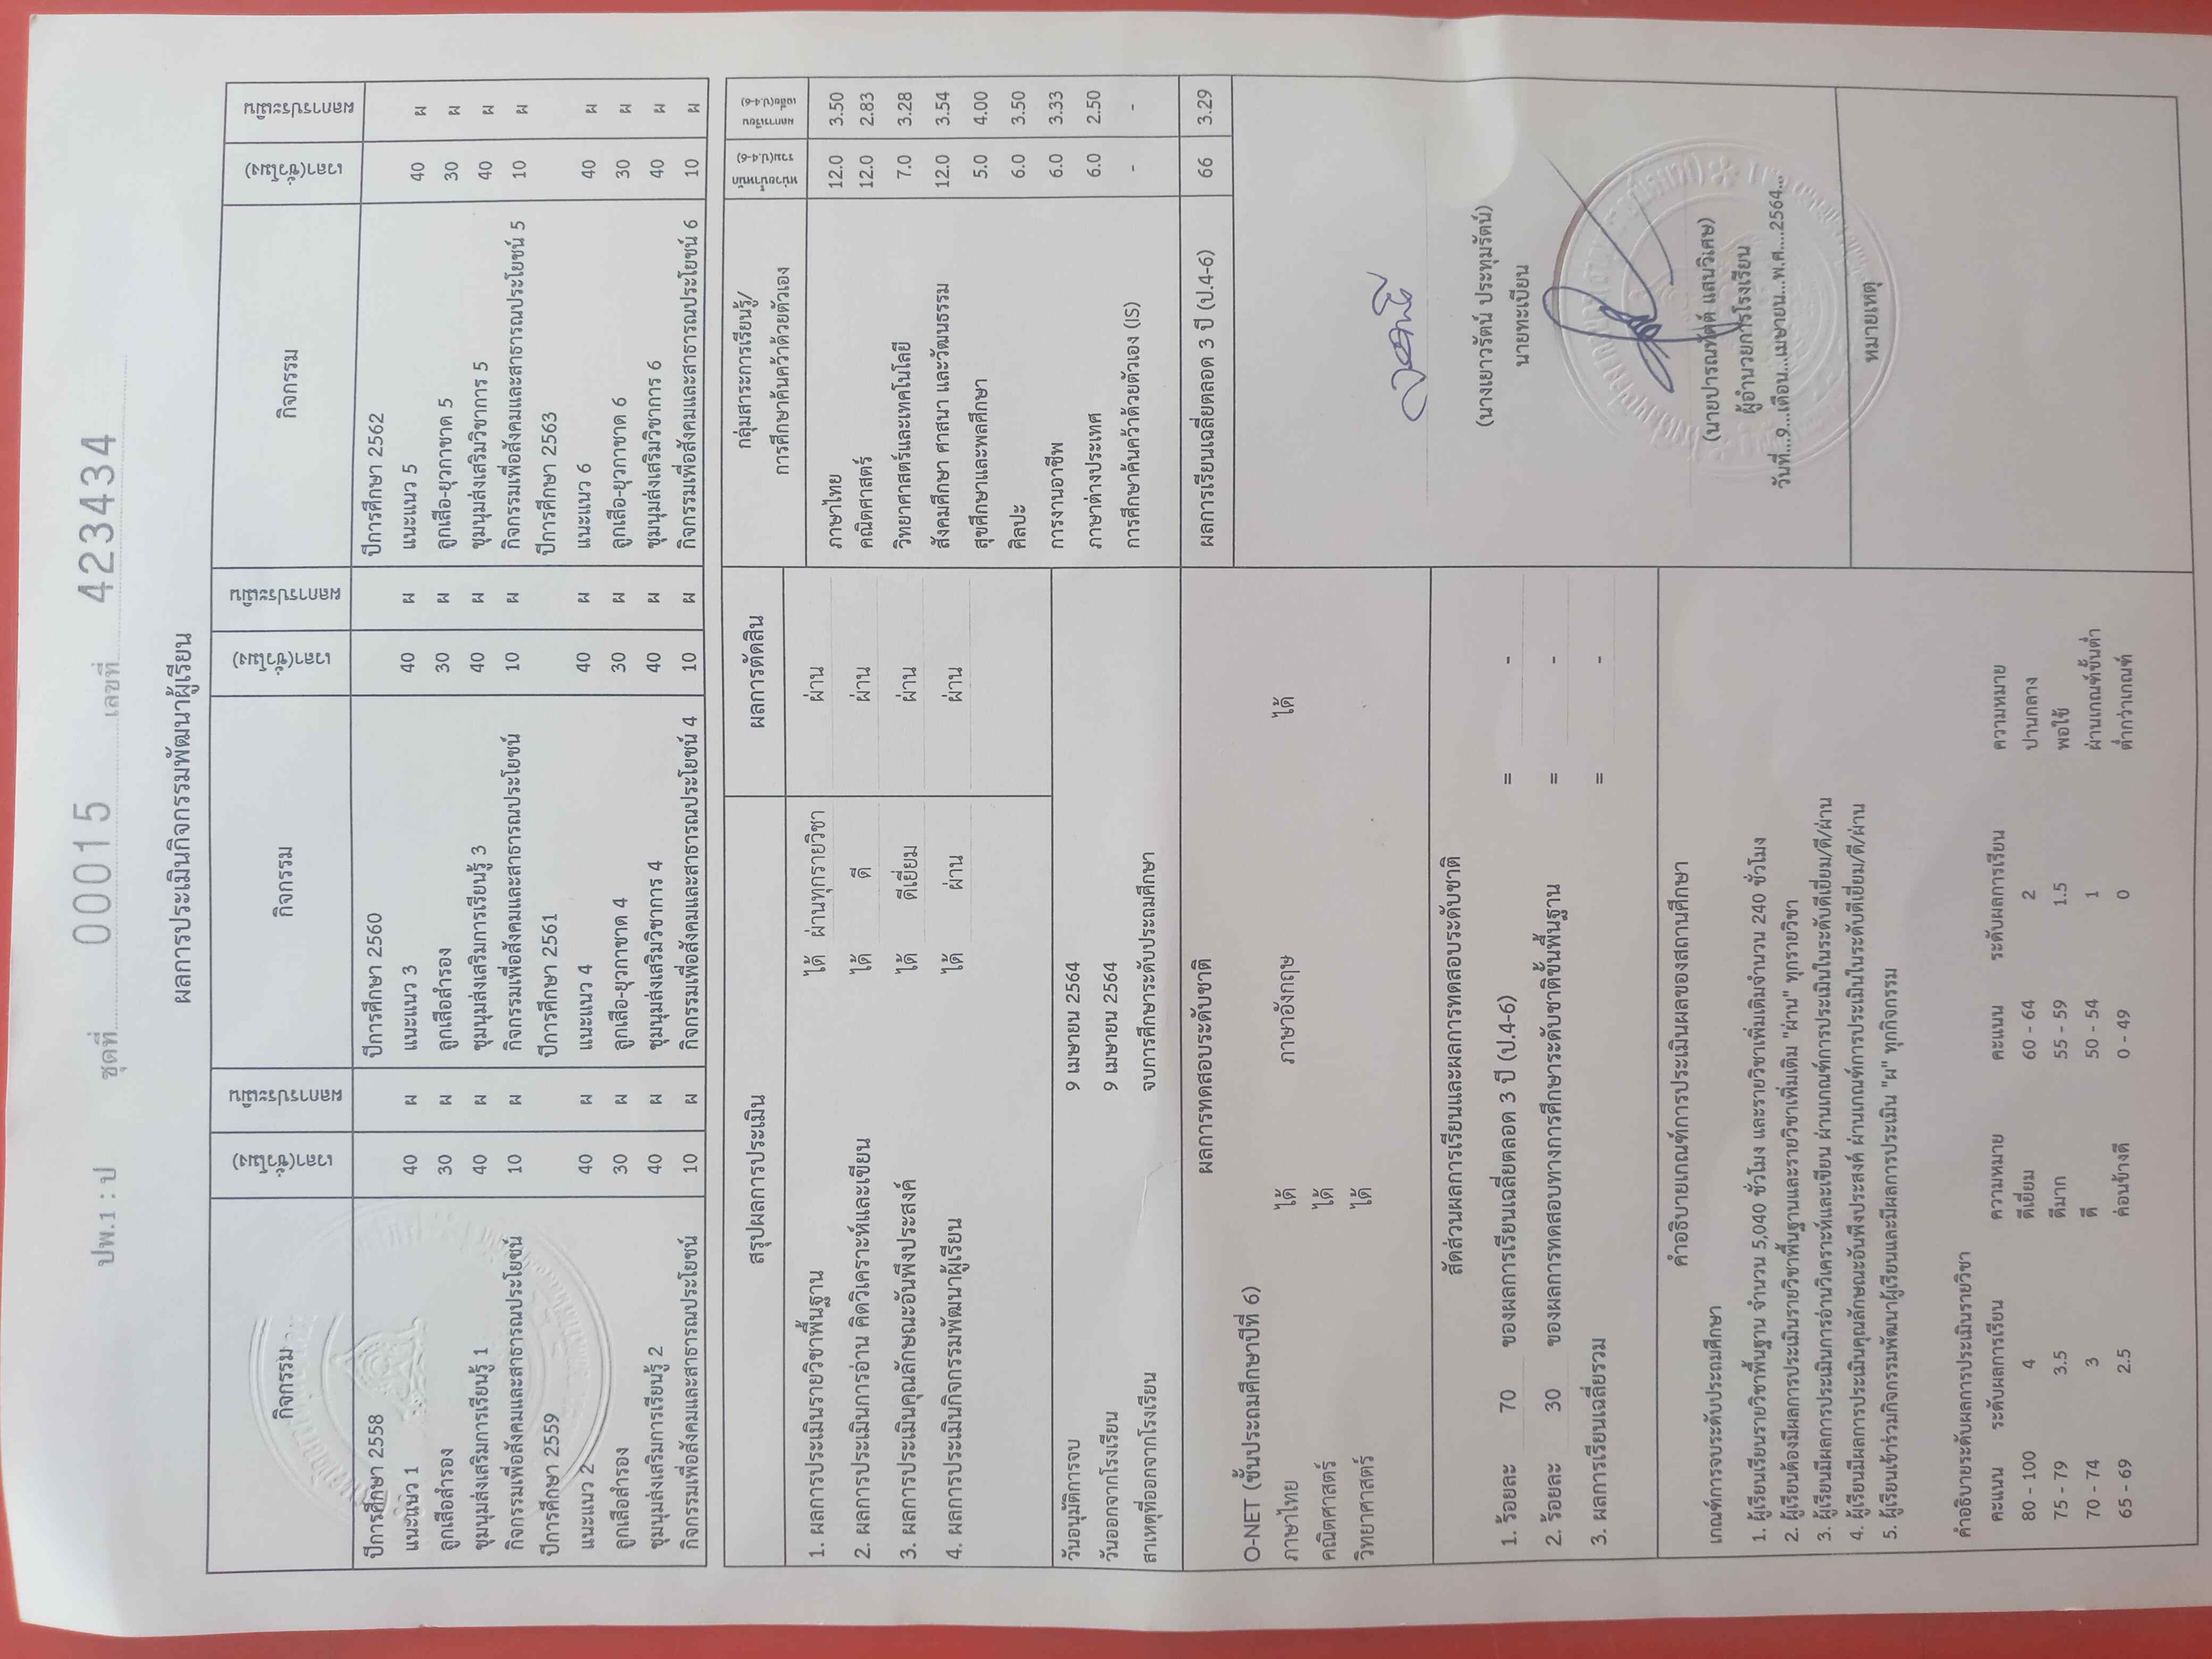 ปพ.1 : ป ชุดที่ 00015 เลขที่ 423434
ผลการประเมินกิจกรรมพัฒนาผู้เรียน
กิจกรรม เวลา(ชั่วโมง) ผลการประเมิน กิจกรรม เวลา(ชั่วโมง) ผลการประเมิน กิจกรรม เวลา(ชั่วโมง) ผลการประเมิน
ปีการศึกษา 2558 ปีการศึกษา 2560 ปีการศึกษา 2562
แนะแนว 1 40 ผ แนะแนว 3 40 ผ แนะแนว 5 40 ผ
ลูกเสือสำรอง 30 ผ ลูกเสือสำรอง 30 ผ ลูกเสือ-ยุวกาชาด 5 30 ผ
ชุมนุมส่งเสริมการเรียนรู้ 1 40 ผ ชุมนุมส่งเสริมการเรียนรู้ 3 40 ผ ชุมนุมส่งเสริมวิชาการ 5 40 ผ
กิจกรรมเพื่อสังคมและสาธารณประโยชน์ 10 ผ กิจกรรมเพื่อสังคมและสาธารณประโยชน์ 10 ผ กิจกรรมเพื่อสังคมและสาธารณประโยชน์ 5 10 ผ
ปีการศึกษา 2559 ปีการศึกษา 2561 ปีการศึกษา 2563
แนะแนว 2 40 ผ แนะแนว 4 40 ผ แนะแนว 6 40 ผ
ลูกเสือสำรอง 30 ผ ลูกเสือ-ยุวกาชาด 4 30 ผ ลูกเสือ-ยุวกาชาด 6 30 ผ
ชุมนุมส่งเสริมการเรียนรู้ 2 40 ผ ชุมนุมส่งเสริมวิชาการ 4 40 ผ ชุมนุมส่งเสริมวิชาการ 6 40 ผ
กิจกรรมเพื่อสังคมและสาธารณประโยชน์ 10 ผ กิจกรรมเพื่อสังคมและสาธารณประโยชน์ 4 10 ผ กิจกรรมเพื่อสังคมและสาธารณประโยชน์ 6 10 ผ
สรุปผลการประเมิน ผลการตัดสิน
1. ผลการประเมินรายวิชาพื้นฐาน ได้ ผ่านทุกรายวิชา ผ่าน
2. ผลการประเมินการอ่าน คิดวิเคราะห์และเขียน ได้ ดี ผ่าน
3. ผลการประเมินคุณลักษณะอันพึงประสงค์ ได้ ดีเยี่ยม ผ่าน
4. ผลการประเมินกิจกรรมพัฒนาผู้เรียน ได้ ผ่าน ผ่าน
วันอนุมัติการจบ 9 เมษายน 2564
วันออกจากโรงเรียน 9 เมษายน 2564
สาเหตุที่ออกจากโรงเรียน จบการศึกษาระดับประถมศึกษา
กลุ่มสาระการเรียนรู้/
การศึกษาค้นคว้าด้วยตัวเอง
หน่วยน้ำหนัก
รวม(ป.4-6)
ผลการเรียน
เฉลี่ย(ป.4-6)
ภาษาไทย 12.0 3.50
คณิตศาสตร์ 12.0 2.83
วิทยาศาสตร์และเทคโนโลยี 7.0 3.28
สังคมศึกษา ศาสนา และวัฒนธรรม 12.0 3.54
สุขศึกษาและพลศึกษา 5.0 4.00
ศิลปะ 6.0 3.50
การงานอาชีพ 6.0 3.33
ภาษาต่างประเทศ 6.0 2.50
การศึกษาค้นคว้าด้วยตัวเอง (IS) - -
ผลการเรียนเฉลี่ยตลอด 3 ปี (ป.4-6) 66 3.29
ผลการทดสอบระดับชาติ
O-NET (ชั้นประถมศึกษาปีที่ 6)
ภาษาไทย ได้ ภาษาอังกฤษ ได้
คณิตศาสตร์ ได้
วิทยาศาสตร์ ได้
สัดส่วนผลการเรียนและผลการทดสอบระดับชาติ
1. ร้อยละ 70 ของผลการเรียนเฉลี่ยตลอด 3 ปี (ป.4-6) = -
2. ร้อยละ 30 ของผลการทดสอบทางการศึกษาระดับชาติขั้นพื้นฐาน = -
3. ผลการเรียนเฉลี่ยรวม = -
(นางเยาวรัตน์ ประทุมรัตน์)
นายทะเบียน
(นายปารณทัตต์ แสนวิเศษ)
ผู้อำนวยการโรงเรียน
วันที่...9...เดือน...เมษายน...พ.ศ....2564...
หมายเหตุ
คำอธิบายเกณฑ์การประเมินผลของสถานศึกษา
เกณฑ์การจบระดับประถมศึกษา
1. ผู้เรียนเรียนรายวิชาพื้นฐาน จำนวน 5,040 ชั่วโมง และรายวิชาเพิ่มเติมจำนวน 240 ชั่วโมง
2. ผู้เรียนต้องมีผลการประเมินรายวิชาพื้นฐานและรายวิชาเพิ่มเติม "ผ่าน" ทุกรายวิชา
3. ผู้เรียนมีผลการประเมินการอ่านวิเคราะห์และเขียน ผ่านเกณฑ์การประเมินในระดับดีเยี่ยม/ดี/ผ่าน
4. ผู้เรียนมีผลการประเมินคุณลักษณะอันพึงประสงค์ ผ่านเกณฑ์การประเมินในระดับดีเยี่ยม/ดี/ผ่าน
5. ผู้เรียนเข้าร่วมกิจกรรมพัฒนาผู้เรียนและมีผลการประเมิน "ผ" ทุกกิจกรรม
คำอธิบายระดับผลการประเมินรายวิชา
คะแนน ระดับผลการเรียน ความหมาย คะแนน ระดับผลการเรียน ความหมาย
80 - 100 4 ดีเยี่ยม 60 - 64 2 ปานกลาง
75 - 79 3.5 ดีมาก 55 - 59 1.5 พอใช้
70 - 74 3 ดี 50 - 54 1 ผ่านเกณฑ์ขั้นต่ำ
65 - 69 2.5 ค่อนข้างดี 0 - 49 0 ต่ำกว่าเกณฑ์